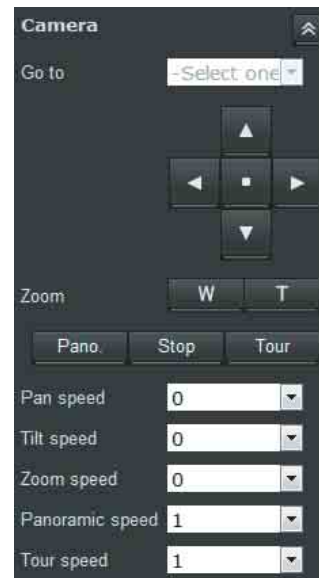 Camera
Go to -Select one
Zoom W T
Pano. Stop Tour
Pan speed 0
Tilt speed 0
Zoom speed 0
Panoramic speed 1
Tour speed 1